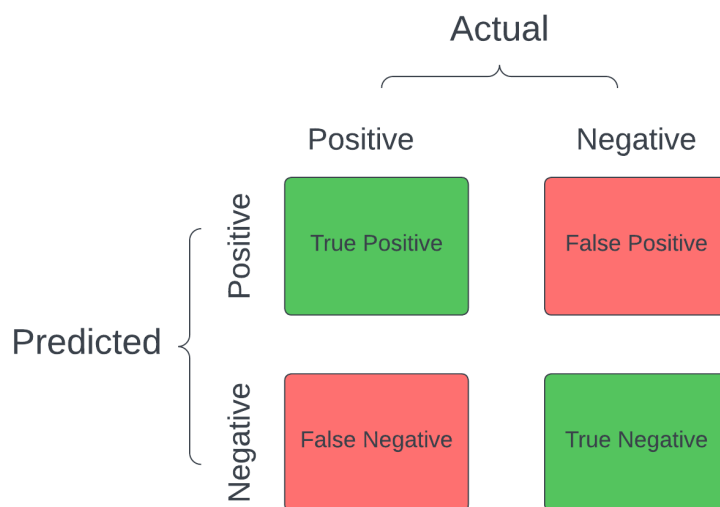 Actual
Positive
Negative
Positive
True Positive
False Positive
Predicted
Negative
False Negative
True Negative